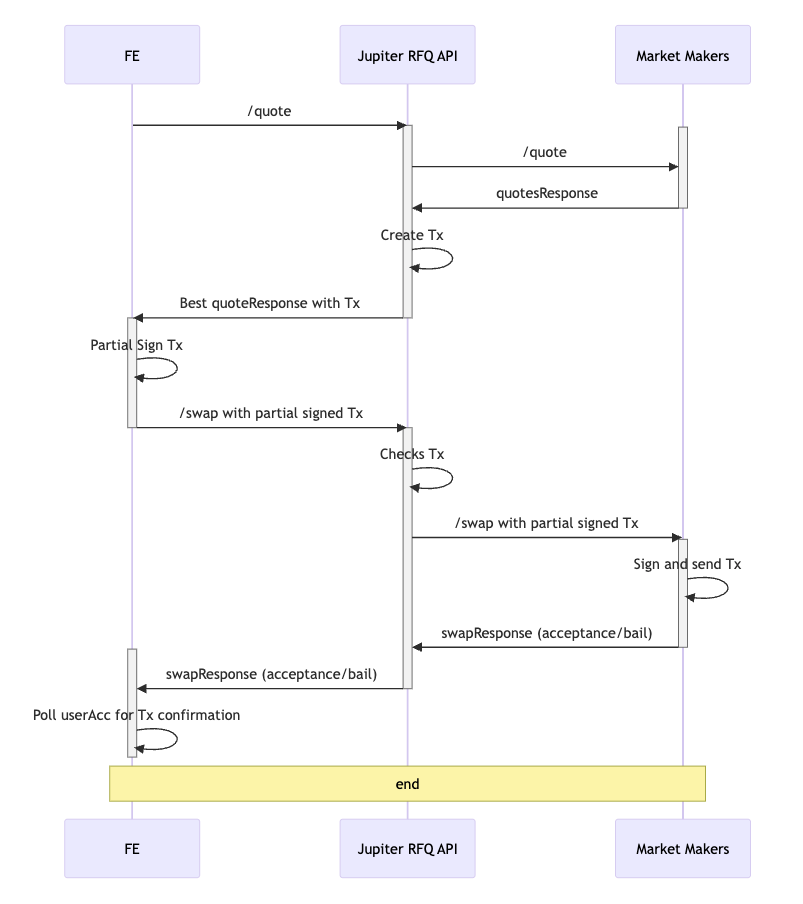 FE
Jupiter RFQ API
Market Makers
/quote
/quote
quotesResponse
Create Tx
Best quoteResponse with Tx
Partial Sign Tx
/swap with partial signed Tx
Checks Tx
/swap with partial signed Tx
Sign and send Tx
swapResponse (acceptance/bail)
swapResponse (acceptance/bail)
Poll userAcc for Tx confirmation
end
FE
Jupiter RFQ API
Market Makers